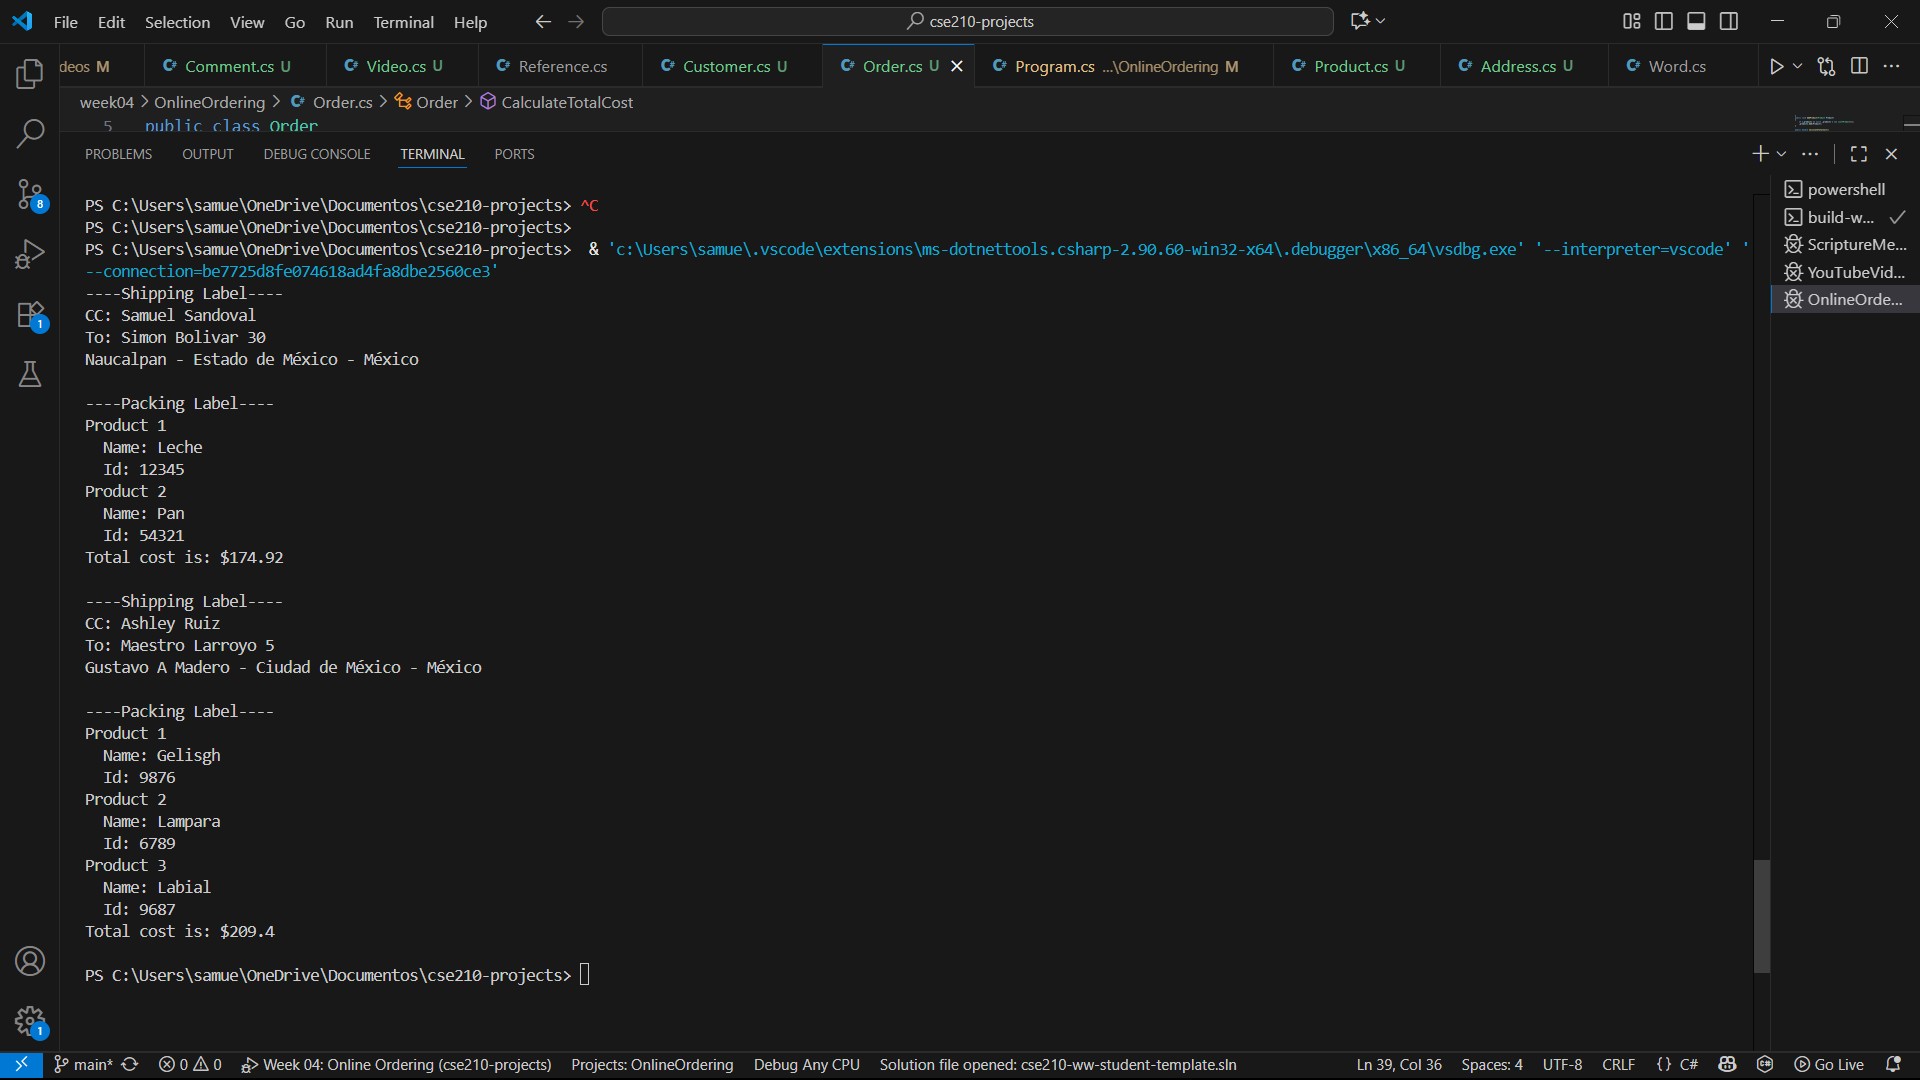 File Edit Selection View Go Run Terminal Help
cse210-projects
deos M Comment.cs U Video.cs U Reference.cs Customer.cs U Order.cs U Program.cs ...\OnlineOrdering M Product.cs U Address.cs U Word.cs
week04 > OnlineOrdering > Order.cs > Order > CalculateTotalCost
5 public class Order
PROBLEMS OUTPUT DEBUG CONSOLE TERMINAL PORTS
PS C:\Users\samue\OneDrive\Documentos\cse210-projects> ^C
PS C:\Users\samue\OneDrive\Documentos\cse210-projects>
PS C:\Users\samue\OneDrive\Documentos\cse210-projects>  & 'c:\Users\samue\.vscode\extensions\ms-dotnettools.csharp-2.90.60-win32-x64\.debugger\x86_64\vsdbg.exe' '--interpreter=vscode' '
--connection=be7725d8fe074618ad4fa8dbe2560ce3'
----Shipping Label----
CC: Samuel Sandoval
To: Simon Bolivar 30
Naucalpan - Estado de México - México
----Packing Label----
Product 1
Name: Leche
Id: 12345
Product 2
Name: Pan
Id: 54321
Total cost is: $174.92
----Shipping Label----
CC: Ashley Ruiz
To: Maestro Larroyo 5
Gustavo A Madero - Ciudad de México - México
----Packing Label----
Product 1
Name: Gelisgh
Id: 9876
Product 2
Name: Lampara
Id: 6789
Product 3
Name: Labial
Id: 9687
Total cost is: $209.4
PS C:\Users\samue\OneDrive\Documentos\cse210-projects>
powershell
build-w...
ScriptureMe...
YouTubeVid...
OnlineOrde...
8
1
1
main* 0 0 Week 04: Online Ordering (cse210-projects) Projects: OnlineOrdering Debug Any CPU Solution file opened: cse210-ww-student-template.sln Ln 39, Col 36 Spaces: 4 UTF-8 CRLF {} C# Go Live